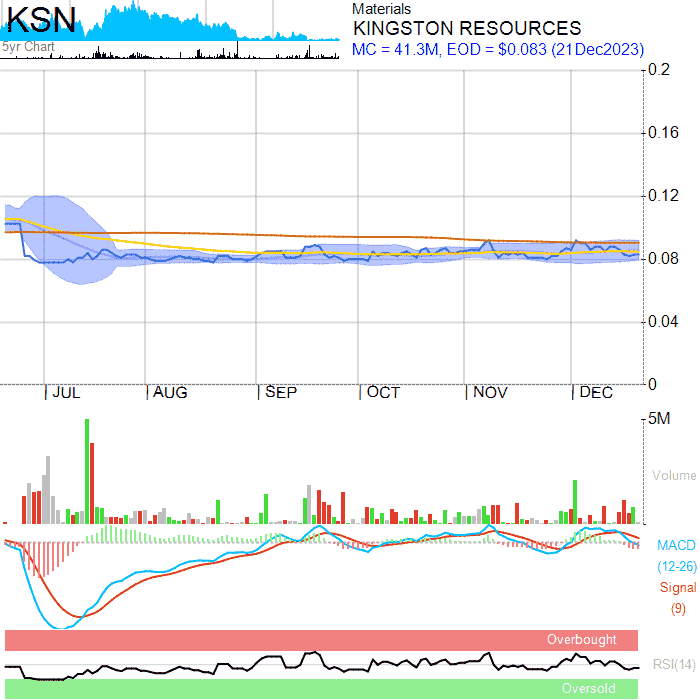 KSN
5yr Chart
Materials
KINGSTON RESOURCES
MC = 41.3M, EOD = $0.083 (21Dec2023)
0.2
0.16
0.12
0.08
0.04
0
JUL AUG SEP OCT NOV DEC
5M
Volume
MACD
(12-26)
Signal
(9)
Overbought
RSI(14)
Oversold